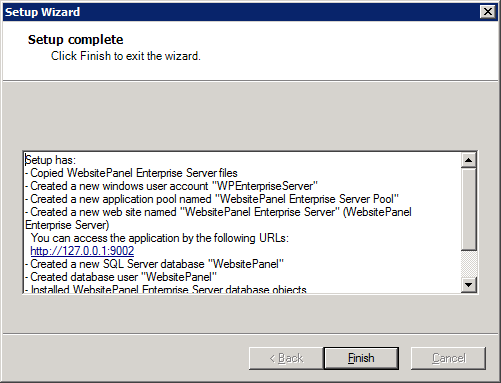 Setup Wizard
Setup complete
Click Finish to exit the wizard.
Setup has:
- Copied WebsitePanel Enterprise Server files
- Created a new windows user account "WPEnterpriseServer"
- Created a new application pool named "WebsitePanel Enterprise Server Pool"
- Created a new web site named "WebsitePanel Enterprise Server" (WebsitePanel
Enterprise Server)
You can access the application by the following URLs:
http://127.0.0.1:9002
- Created a new SQL Server database "WebsitePanel"
- Created database user "WebsitePanel"
- Installed WebsitePanel Enterprise Server database objects
< Back Finish Cancel